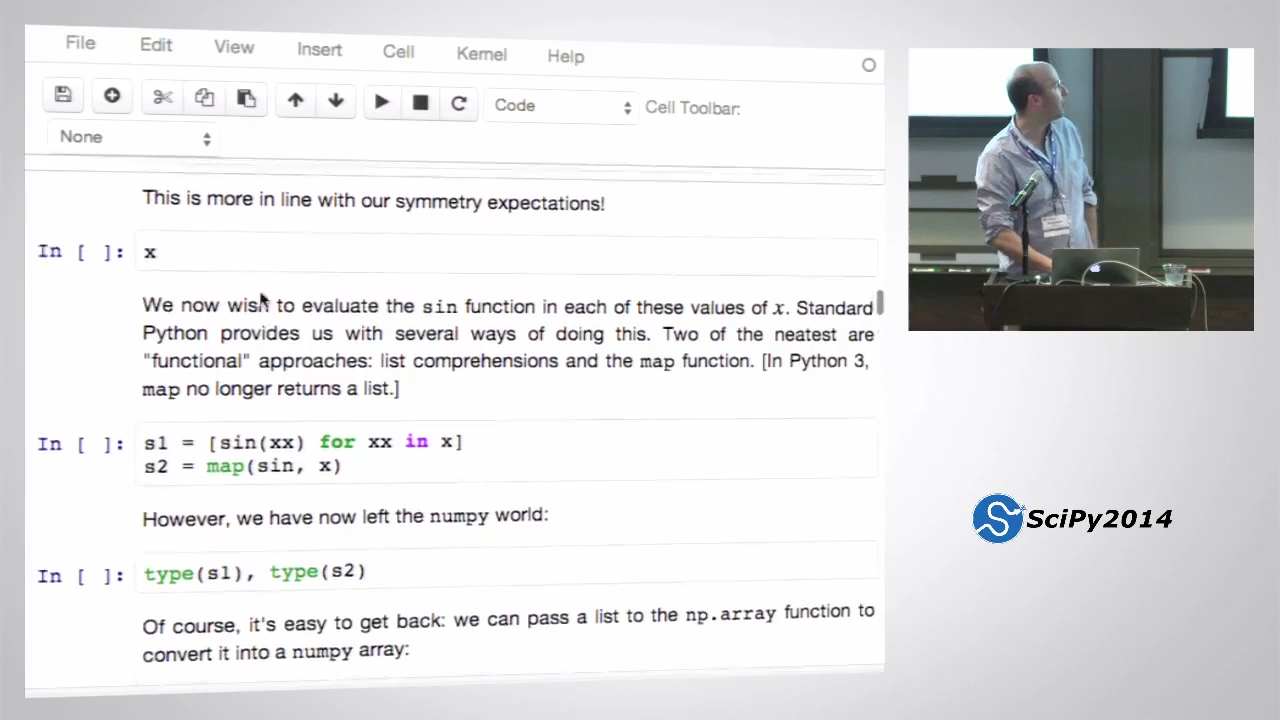 File Edit View Insert Cell Kernel Help
Code Cell Toolbar:
None
This is more in line with our symmetry expectations!
In [ ]: x
We now wish to evaluate the sin function in each of these values of x. Standard
Python provides us with several ways of doing this. Two of the neatest are
"functional" approaches: list comprehensions and the map function. [In Python 3,
map no longer returns a list.]
In [ ]: s1 = [sin(xx) for xx in x]
s2 = map(sin, x)
However, we have now left the numpy world:
In [ ]: type(s1), type(s2)
Of course, it's easy to get back: we can pass a list to the np.array function to
convert it into a numpy array:
SciPy2014